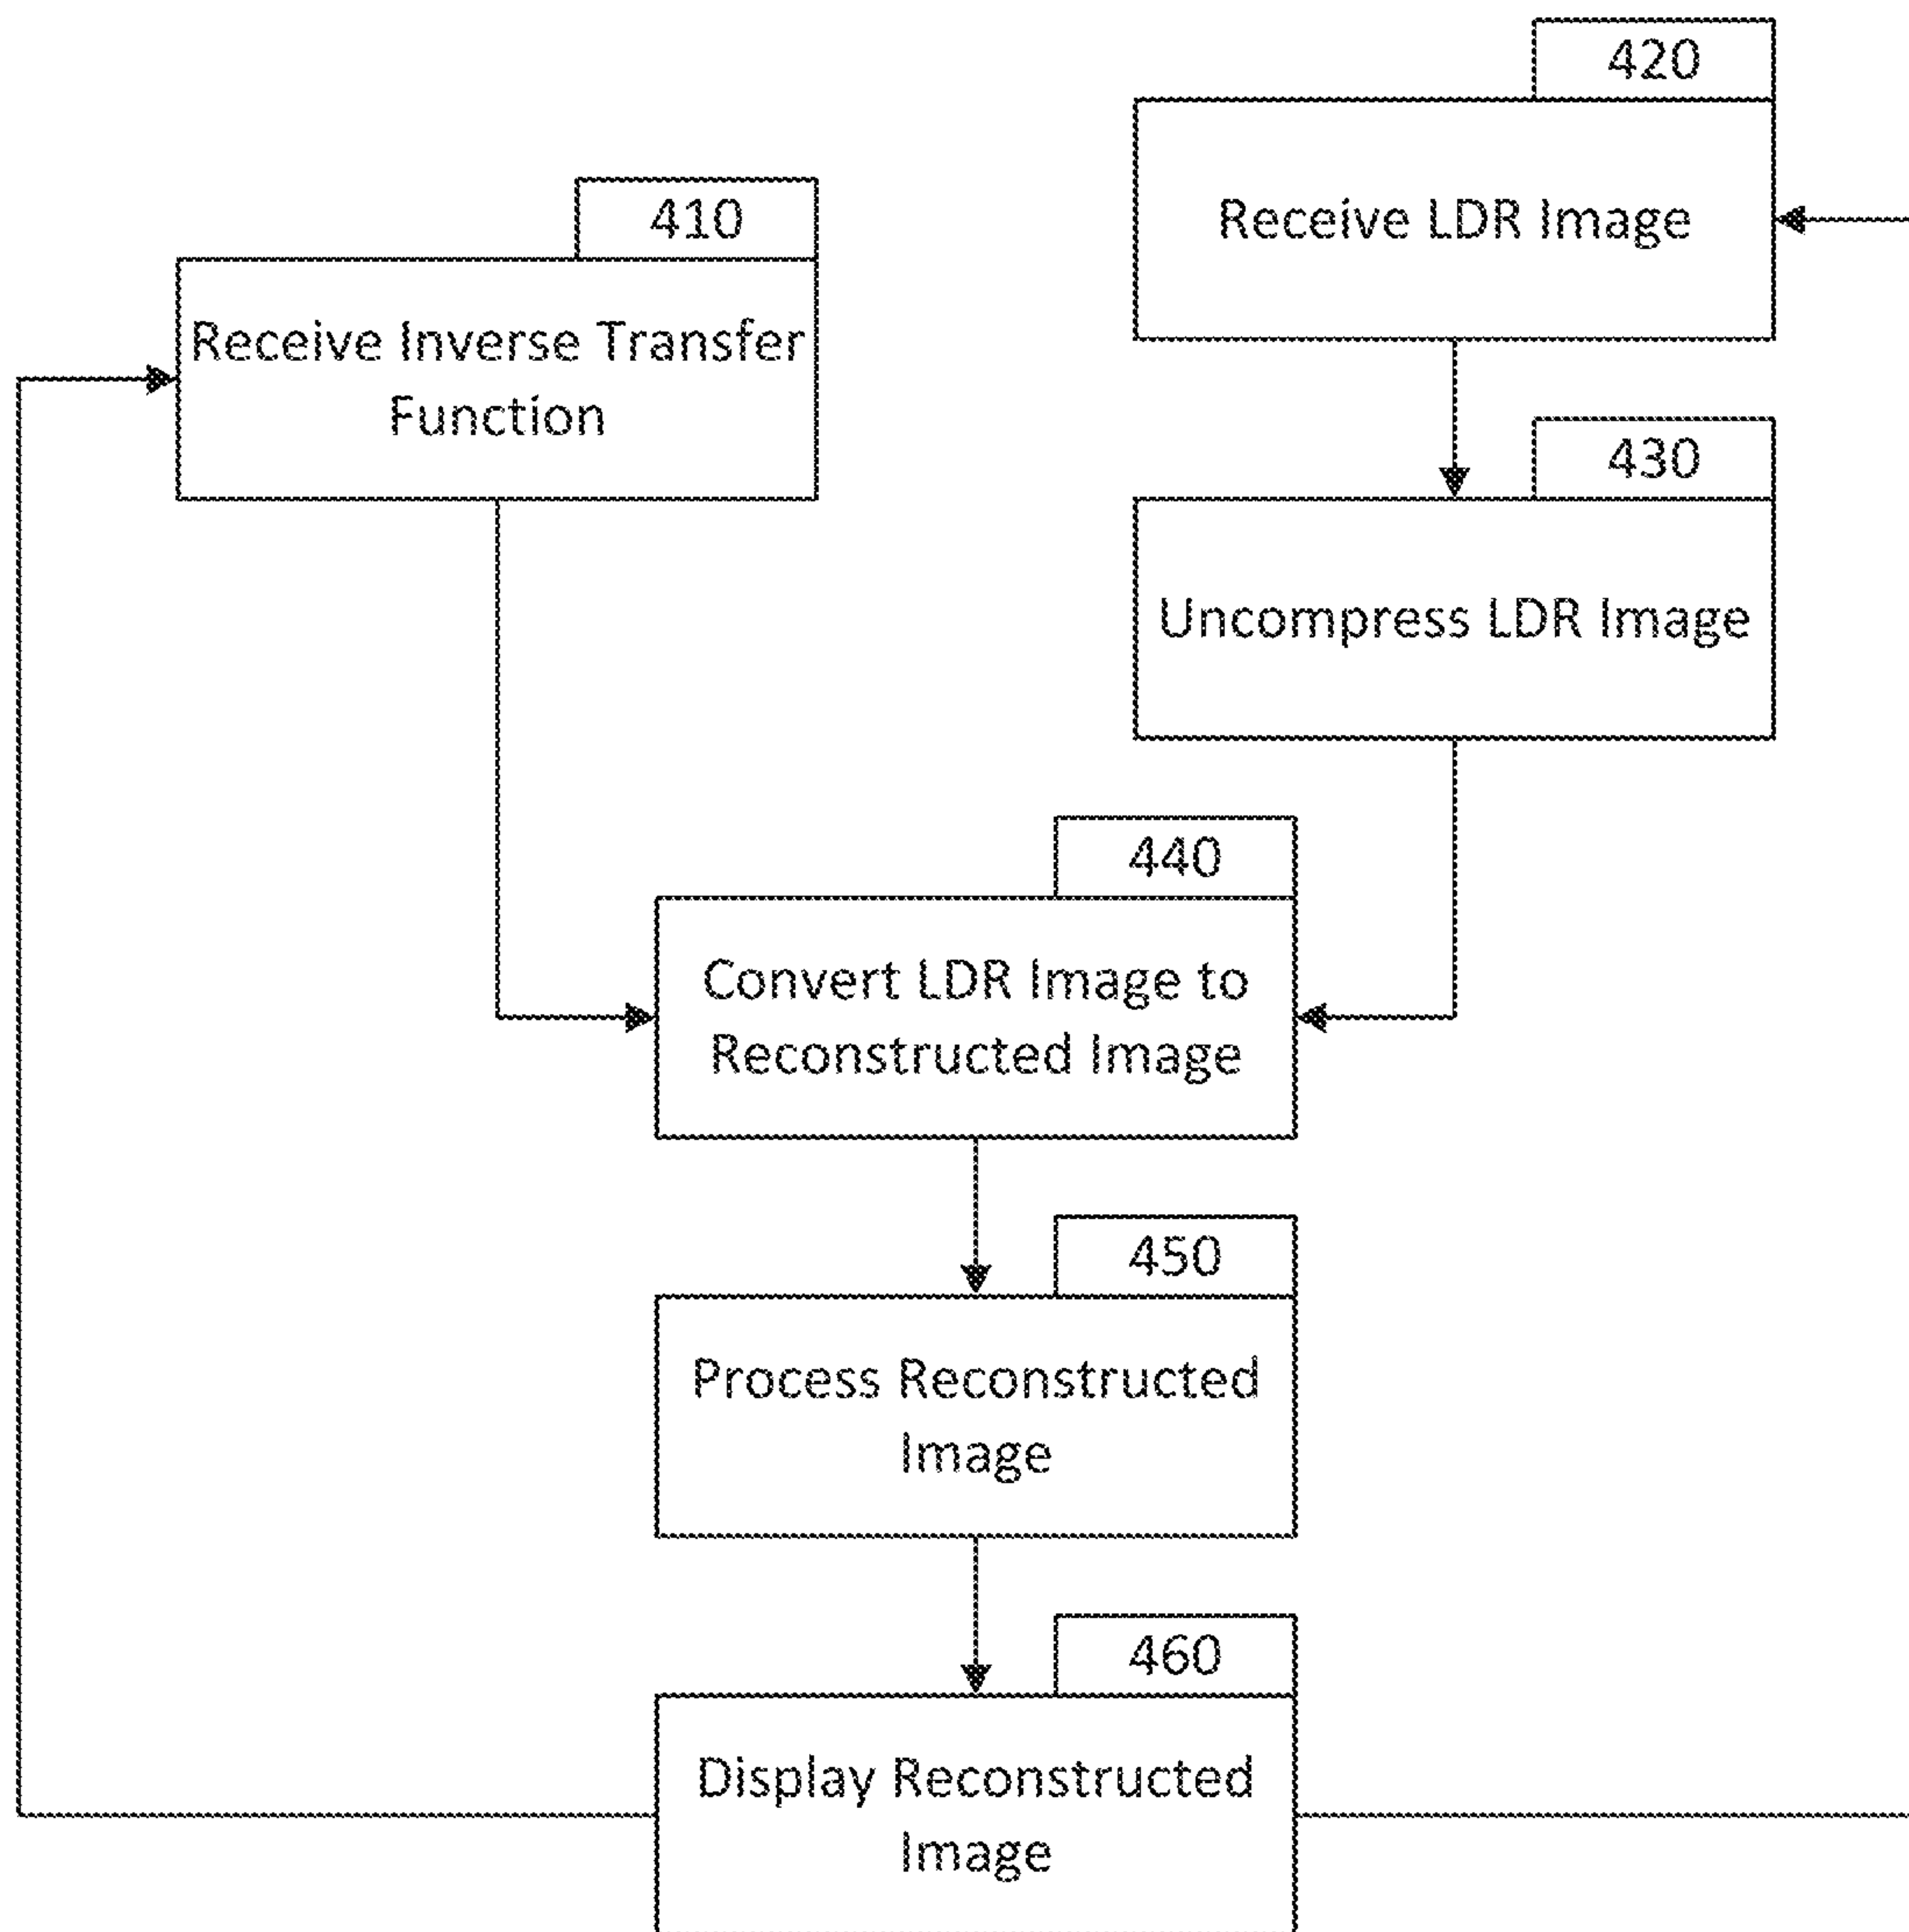 420
Receive LDR Image
410
Receive Inverse Transfer
Function
430
Uncompress LDR Image
440
Convert LDR Image to
Reconstructed Image
450
Process Reconstructed
Image
460
Display Reconstructed
Image